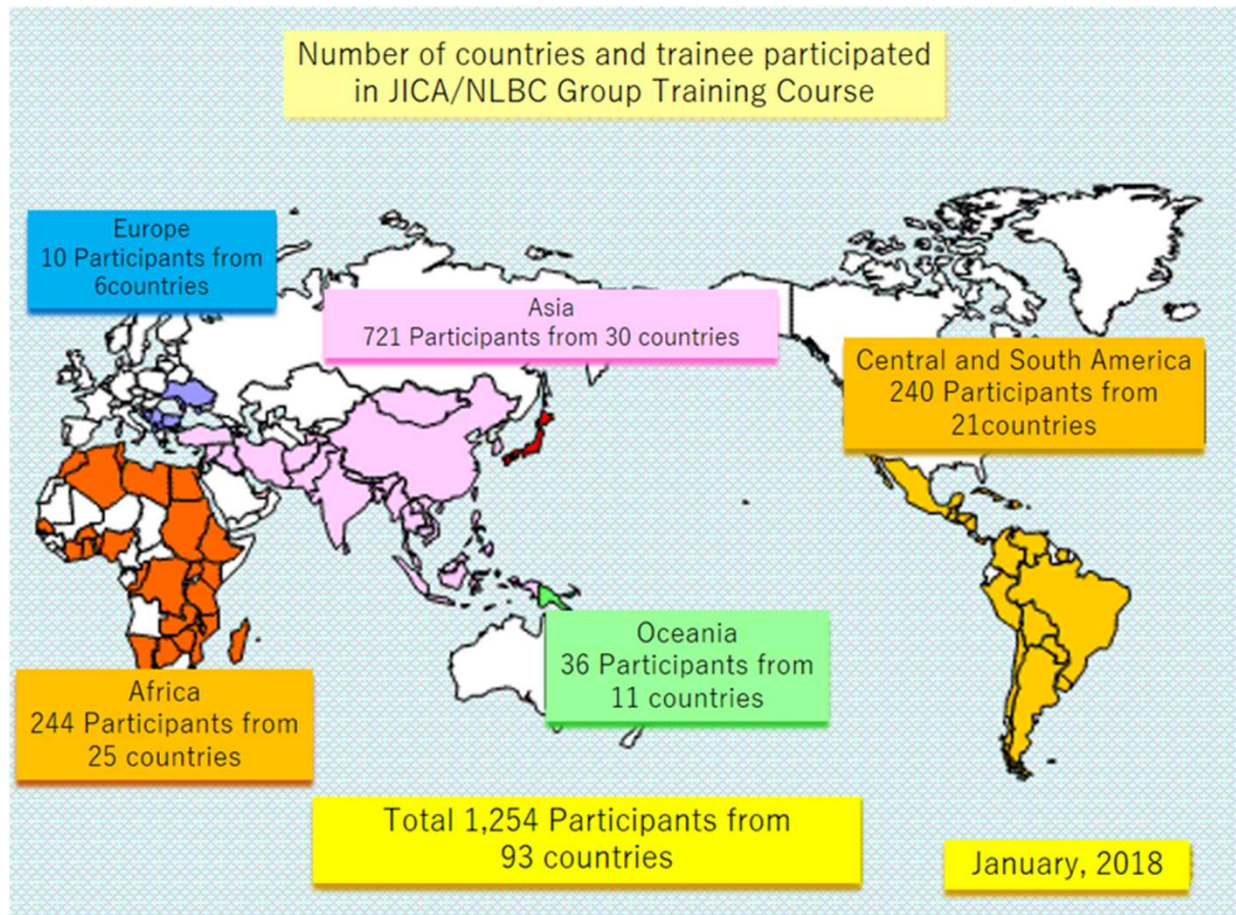 Number of countries and trainee participated
in JICA/NLBC Group Training Course
Europe
10 Participants from
6countries
Asia
721 Participants from 30 countries
Central and South America
240 Participants from
21countries
Oceania
36 Participants from
11 countries
Africa
244 Participants from
25 countries
Total 1,254 Participants from
93 countries
January, 2018